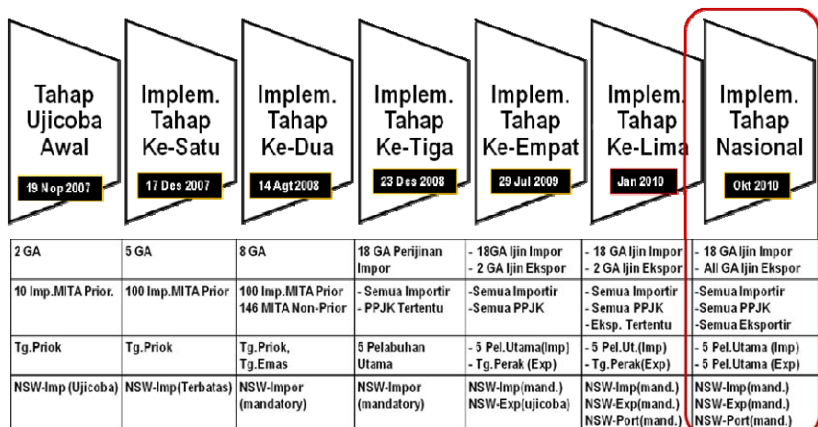 Tahap
Ujicoba
Awal
19 Nop 2007
Implem.
Tahap
Ke-Satu
17 Des 2007
Implem.
Tahap
Ke-Dua
14 Agt 2008
Implem.
Tahap
Ke-Tiga
23 Des 2008
Implem.
Tahap
Ke-Empat
29 Jul 2009
Implem.
Tahap
Ke-Lima
Jan 2010
Implem.
Tahap
Nasional
Okt 2010
2 GA
5 GA
8 GA
18 GA Perijinan
Impor
- 18GA Ijin Impor
- 2 GA Ijin Ekspor
- 18 GA Ijin Impor
- 2 GA Ijin Ekspor
- 18 GA Ijin Impor
- All GA Ijin Ekspor
10 Imp.MITA Prior.
100 Imp.MITA Prior
100 Imp.MITA Prior
146 MITA Non-Prior
- Semua Importir
- PPJK Tertentu
-Semua Importir
-Semua PPJK
-Semua Importir
- Semua PPJK
-Eksp. Tertentu
-Semua Importir
-Semua PPJK
-Semua Eksportir
Tg.Priok
Tg.Priok
Tg.Priok,
Tg.Emas
5 Pelabuhan
Utama
- 5 Pel.Utama(Imp)
- Tg.Perak (Exp)
- 5 Pel.Ut.(Imp)
- Tg.Perak(Exp)
- 5 Pel.Utama (Imp)
- 5 Pel.Utama (Exp)
NSW-Imp (Ujicoba)
NSW-Imp(Terbatas)
NSW-Impor
(mandatory)
NSW-Impor
(mandatory)
NSW-Imp(mand.)
NSW-Exp(ujicoba)
NSW-Imp(mand.)
NSW-Exp(mand.)
NSW-Port(mand.)
NSW-Imp(mand.)
NSW-Exp(mand.)
NSW-Port(mand.)